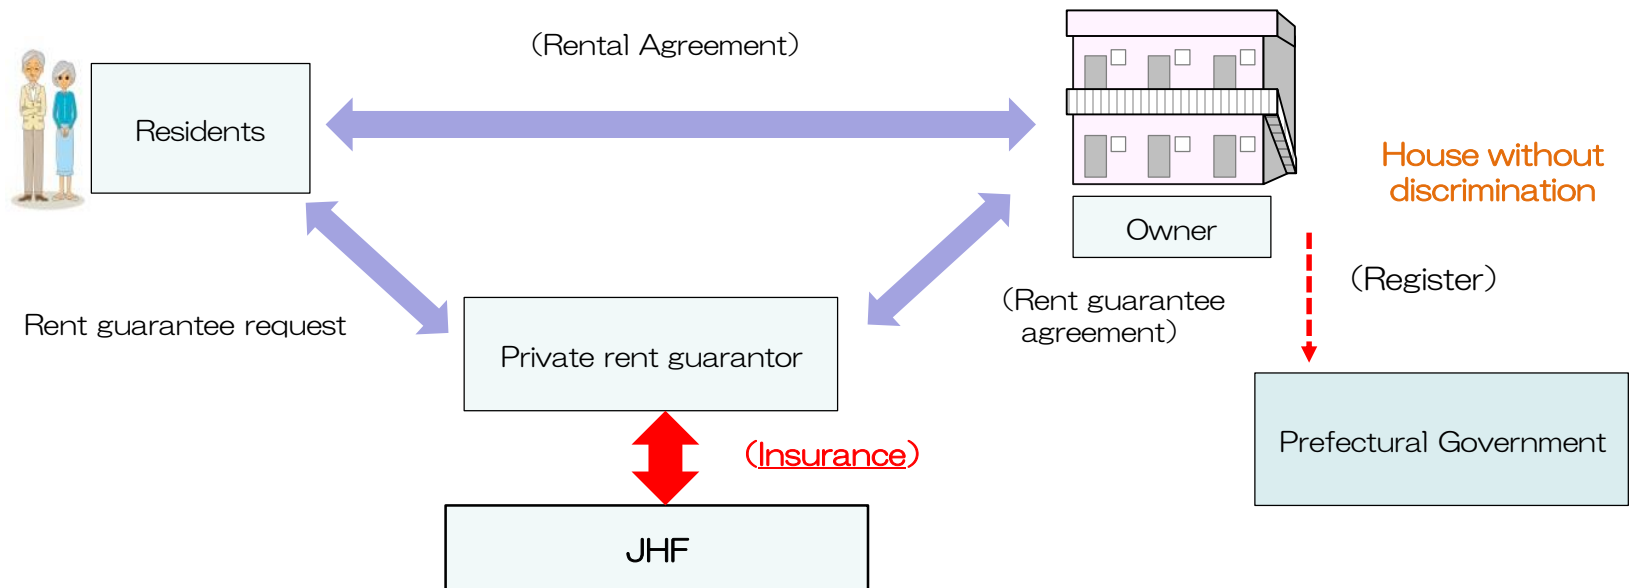 (Rental Agreement)
Residents
House without
discrimination
Owner
(Register)
(Rent guarantee
agreement)
Rent guarantee request
Private rent guarantor
Prefectural Government
(Insurance)
JHF